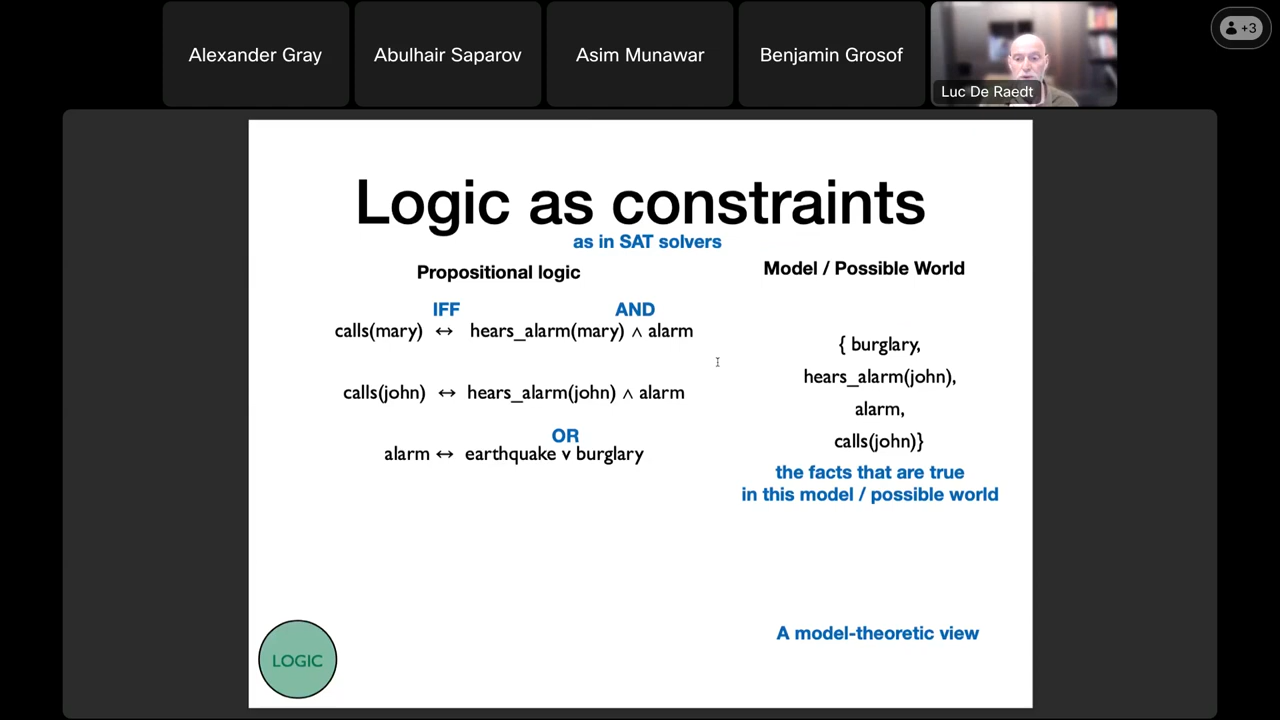 Alexander Gray
Abulhair Saparov
Asim Munawar
Benjamin Grosof
Luc De Raedt
+3
Logic as constraints
as in SAT solvers
Propositional logic
IFF AND
calls(mary) ↔ hears_alarm(mary) ∧ alarm
calls(john) ↔ hears_alarm(john) ∧ alarm
OR
alarm ↔ earthquake v burglary
Model / Possible World
{ burglary,
hears_alarm(john),
alarm,
calls(john)}
the facts that are true
in this model / possible world
A model-theoretic view
LOGIC